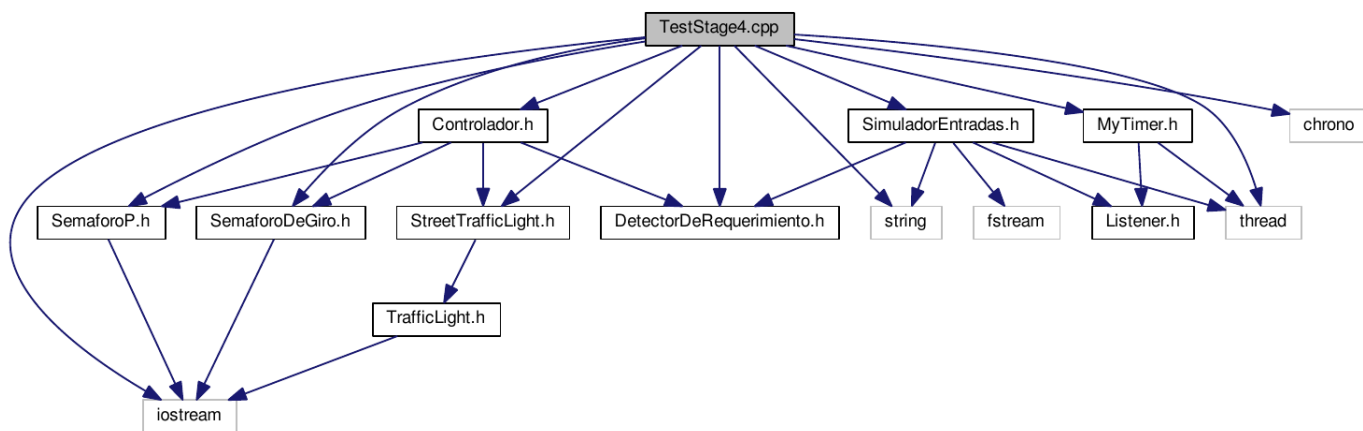 TestStage4.cpp
Controlador.h
SimuladorEntradas.h
MyTimer.h
chrono
SemaforoP.h
SemaforoDeGiro.h
StreetTrafficLight.h
DetectorDeRequerimiento.h
string
fstream
Listener.h
thread
TrafficLight.h
iostream